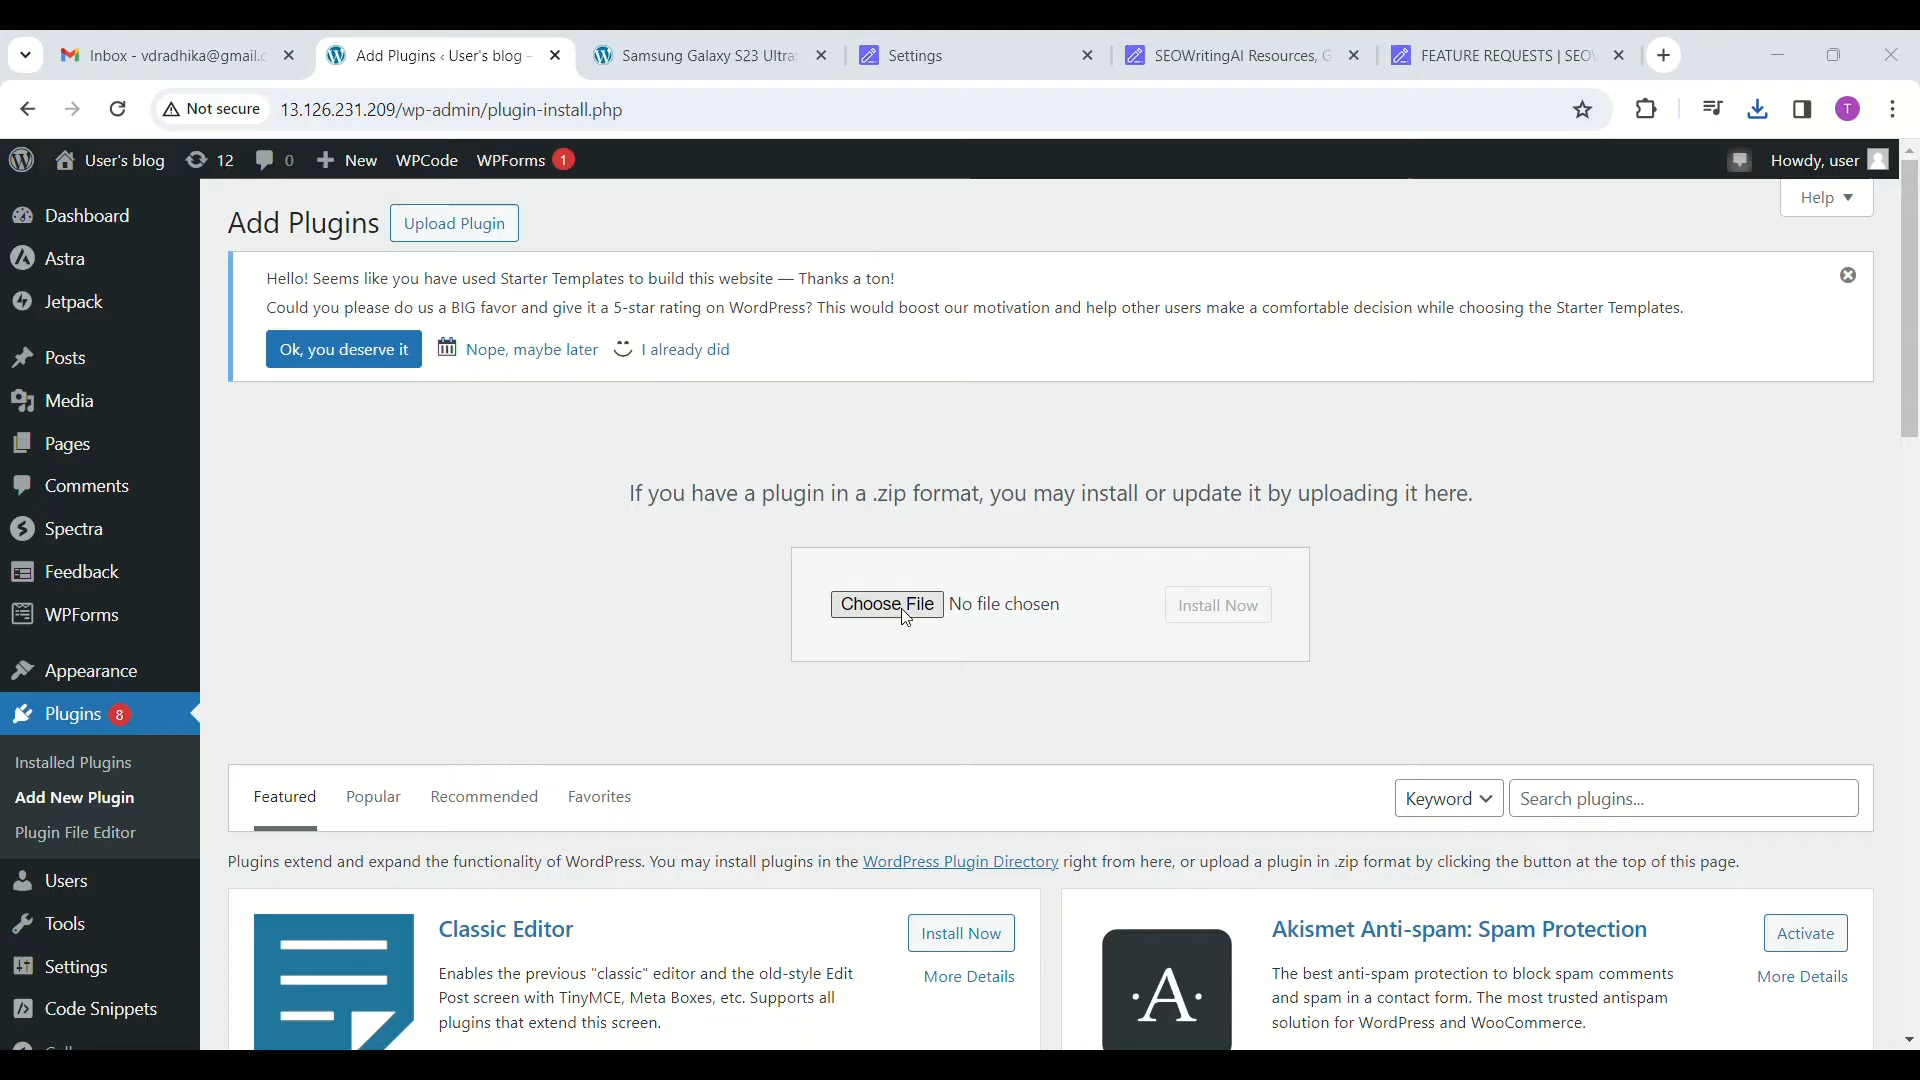 Inbox - vdradhika@gmail.c
Add Plugins ‹ User's blog –
Samsung Galaxy S23 Ultra:
Settings
SEOWritingAI Resources, G
FEATURE REQUESTS | SEO
Not secure
13.126.231.209/wp-admin/plugin-install.php
T
User's blog
12
0
New
WPCode
WPForms 1
Howdy, user
Help
Dashboard
Astra
Jetpack
Posts
Media
Pages
Comments
Spectra
Feedback
WPForms
Appearance
Plugins 8
Installed Plugins
Add New Plugin
Plugin File Editor
Users
Tools
Settings
Code Snippets
Add Plugins
Upload Plugin
Hello! Seems like you have used Starter Templates to build this website — Thanks a ton!
Could you please do us a BIG favor and give it a 5-star rating on WordPress? This would boost our motivation and help other users make a comfortable decision while choosing the Starter Templates.
Ok, you deserve it
Nope, maybe later
I already did
If you have a plugin in a .zip format, you may install or update it by uploading it here.
Choose File No file chosen
Install Now
Featured
Popular
Recommended
Favorites
Keyword
Search plugins...
Plugins extend and expand the functionality of WordPress. You may install plugins in the WordPress Plugin Directory right from here, or upload a plugin in .zip format by clicking the button at the top of this page.
Classic Editor
Install Now
More Details
Enables the previous "classic" editor and the old-style Edit
Post screen with TinyMCE, Meta Boxes, etc. Supports all
plugins that extend this screen.
·A·
Akismet Anti-spam: Spam Protection
Activate
More Details
The best anti-spam protection to block spam comments
and spam in a contact form. The most trusted antispam
solution for WordPress and WooCommerce.